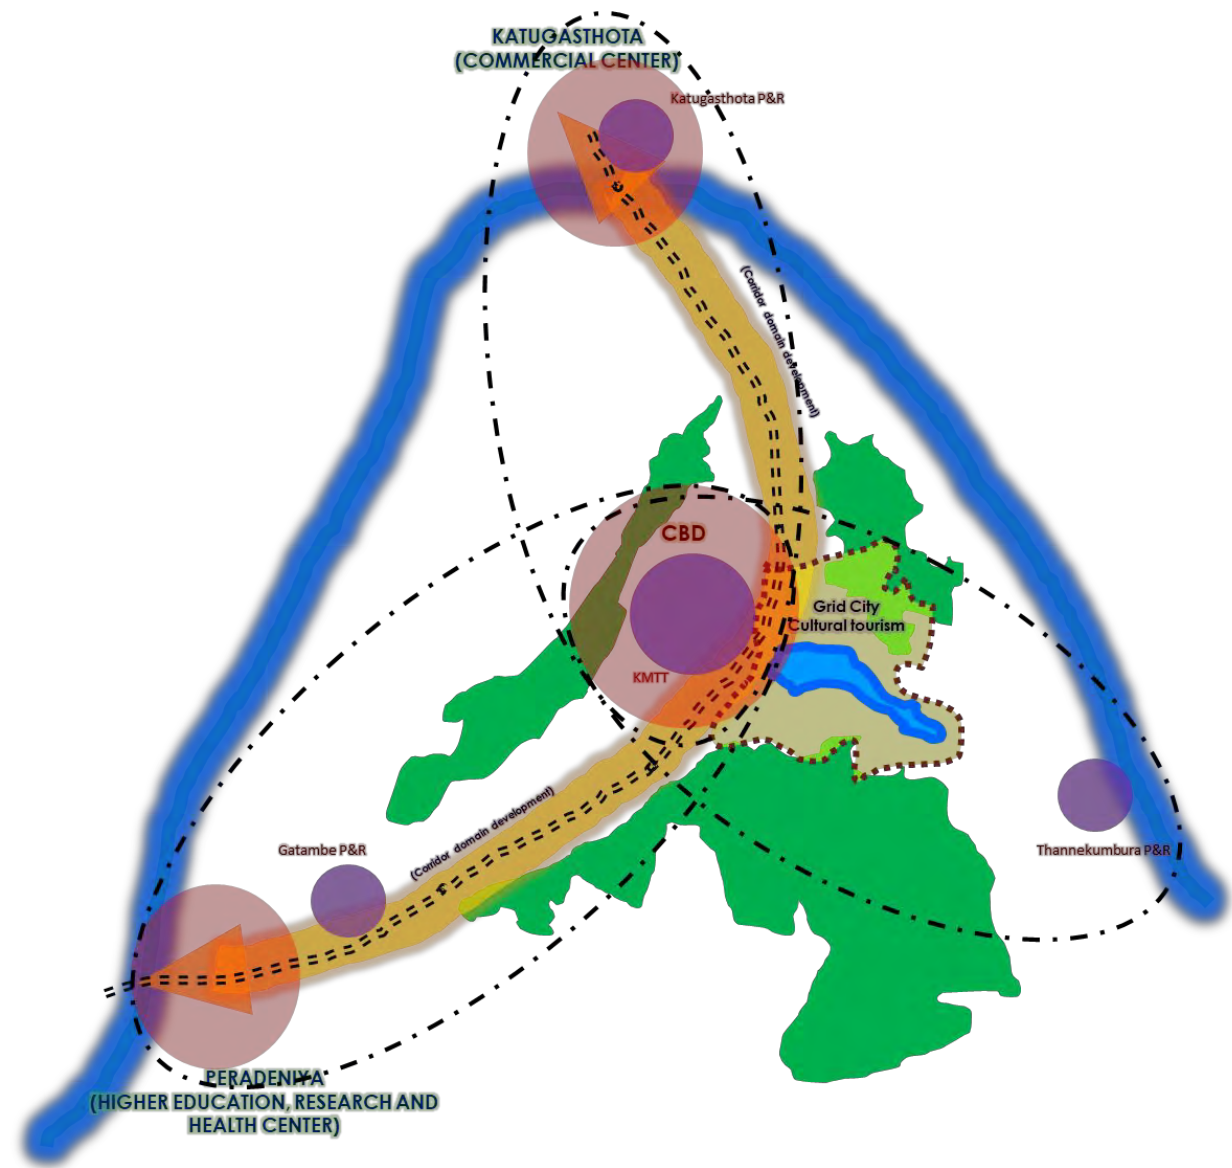 KATUGASTHOTA
(COMMERCIAL CENTER)
Katugasthota P&R
(Corridor domain development)
CBD
Grid City
Cultural tourism
KMTT
(Corridor domain development)
Gatambe P&R
Thannekumbura P&R
PERADENIYA
(HIGHER EDUCATION, RESEARCH AND
HEALTH CENTER)